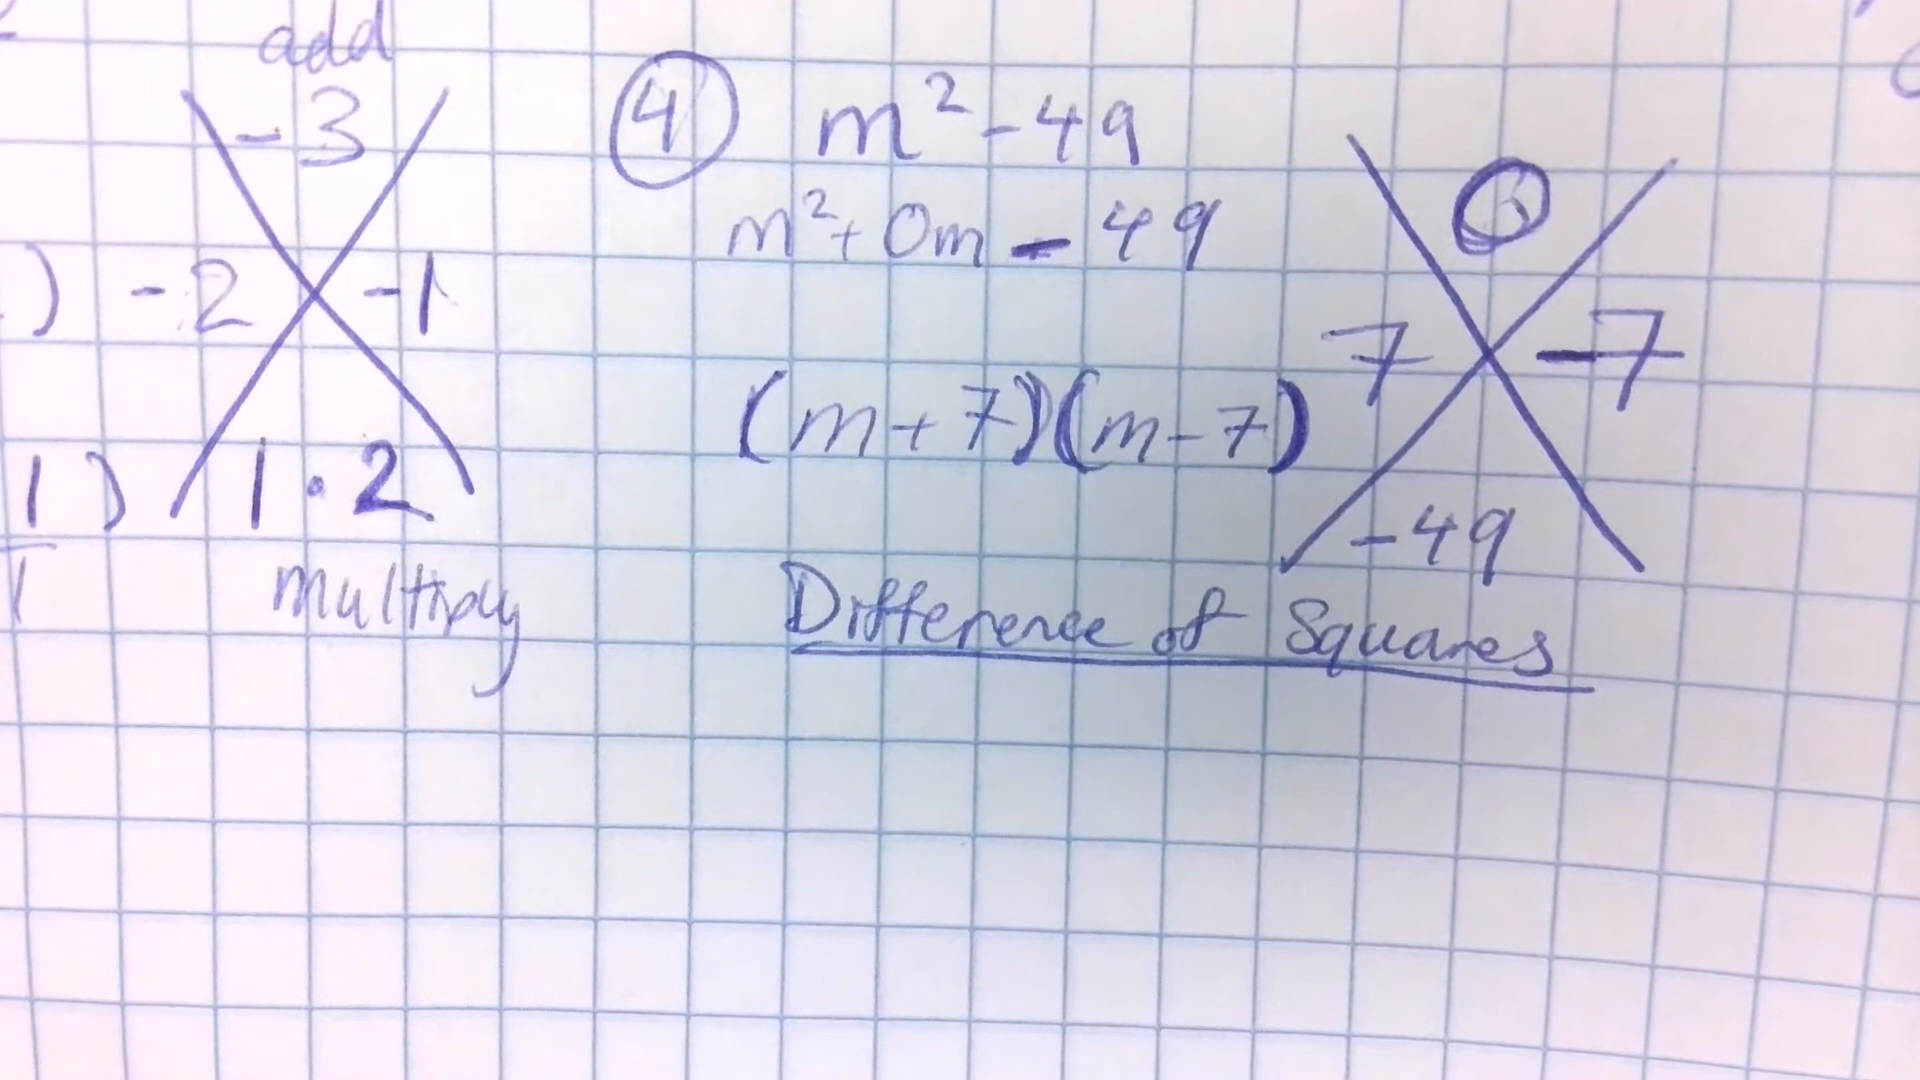 add
-3
) -2 -1
1) 1 · 2
multiply
4 m² - 49
m² + 0m - 49
0
7 -7
(m + 7)(m - 7)
-49
Difference of Squares